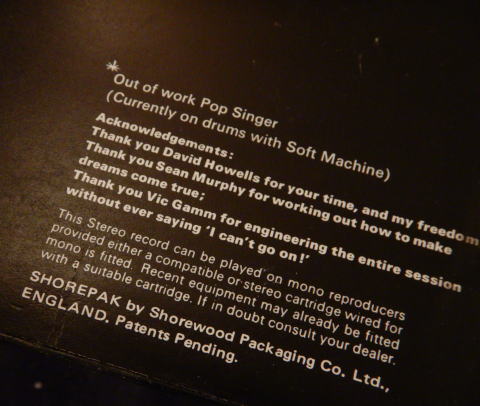 *
Out of work Pop Singer
(Currently on drums with Soft Machine)
Acknowledgements:
Thank you David Howells for your time, and my freedom
Thank you Sean Murphy for working out how to make
dreams come true;
Thank you Vic Gamm for engineering the entire session
without ever saying 'I can't go on!'
This Stereo record can be played on mono reproducers
provided either a compatible or stereo cartridge wired for
mono is fitted. Recent equipment may already be fitted
with a suitable cartridge. If in doubt consult your dealer.
SHOREPAK by Shorewood Packaging Co. Ltd.,
ENGLAND. Patents Pending.